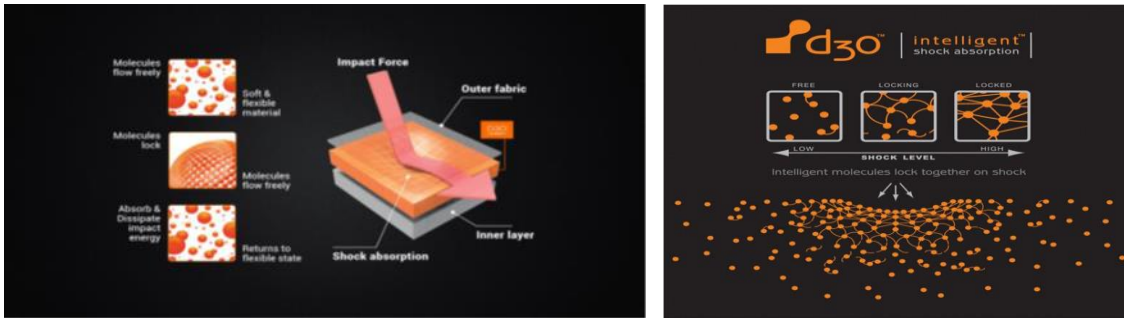 Molecules
flow freely
Soft &
flexible
material
Molecules
lock
Molecules
flow freely
Absorb &
Dissipate
impact
energy
Returns to
flexible state
Impact Force
Outer fabric
D3O
Inner layer
Shock absorption
d3o™
intelligent™
shock absorption
FREE
LOCKING
LOCKED
LOW
HIGH
SHOCK LEVEL
Intelligent molecules lock together on shock